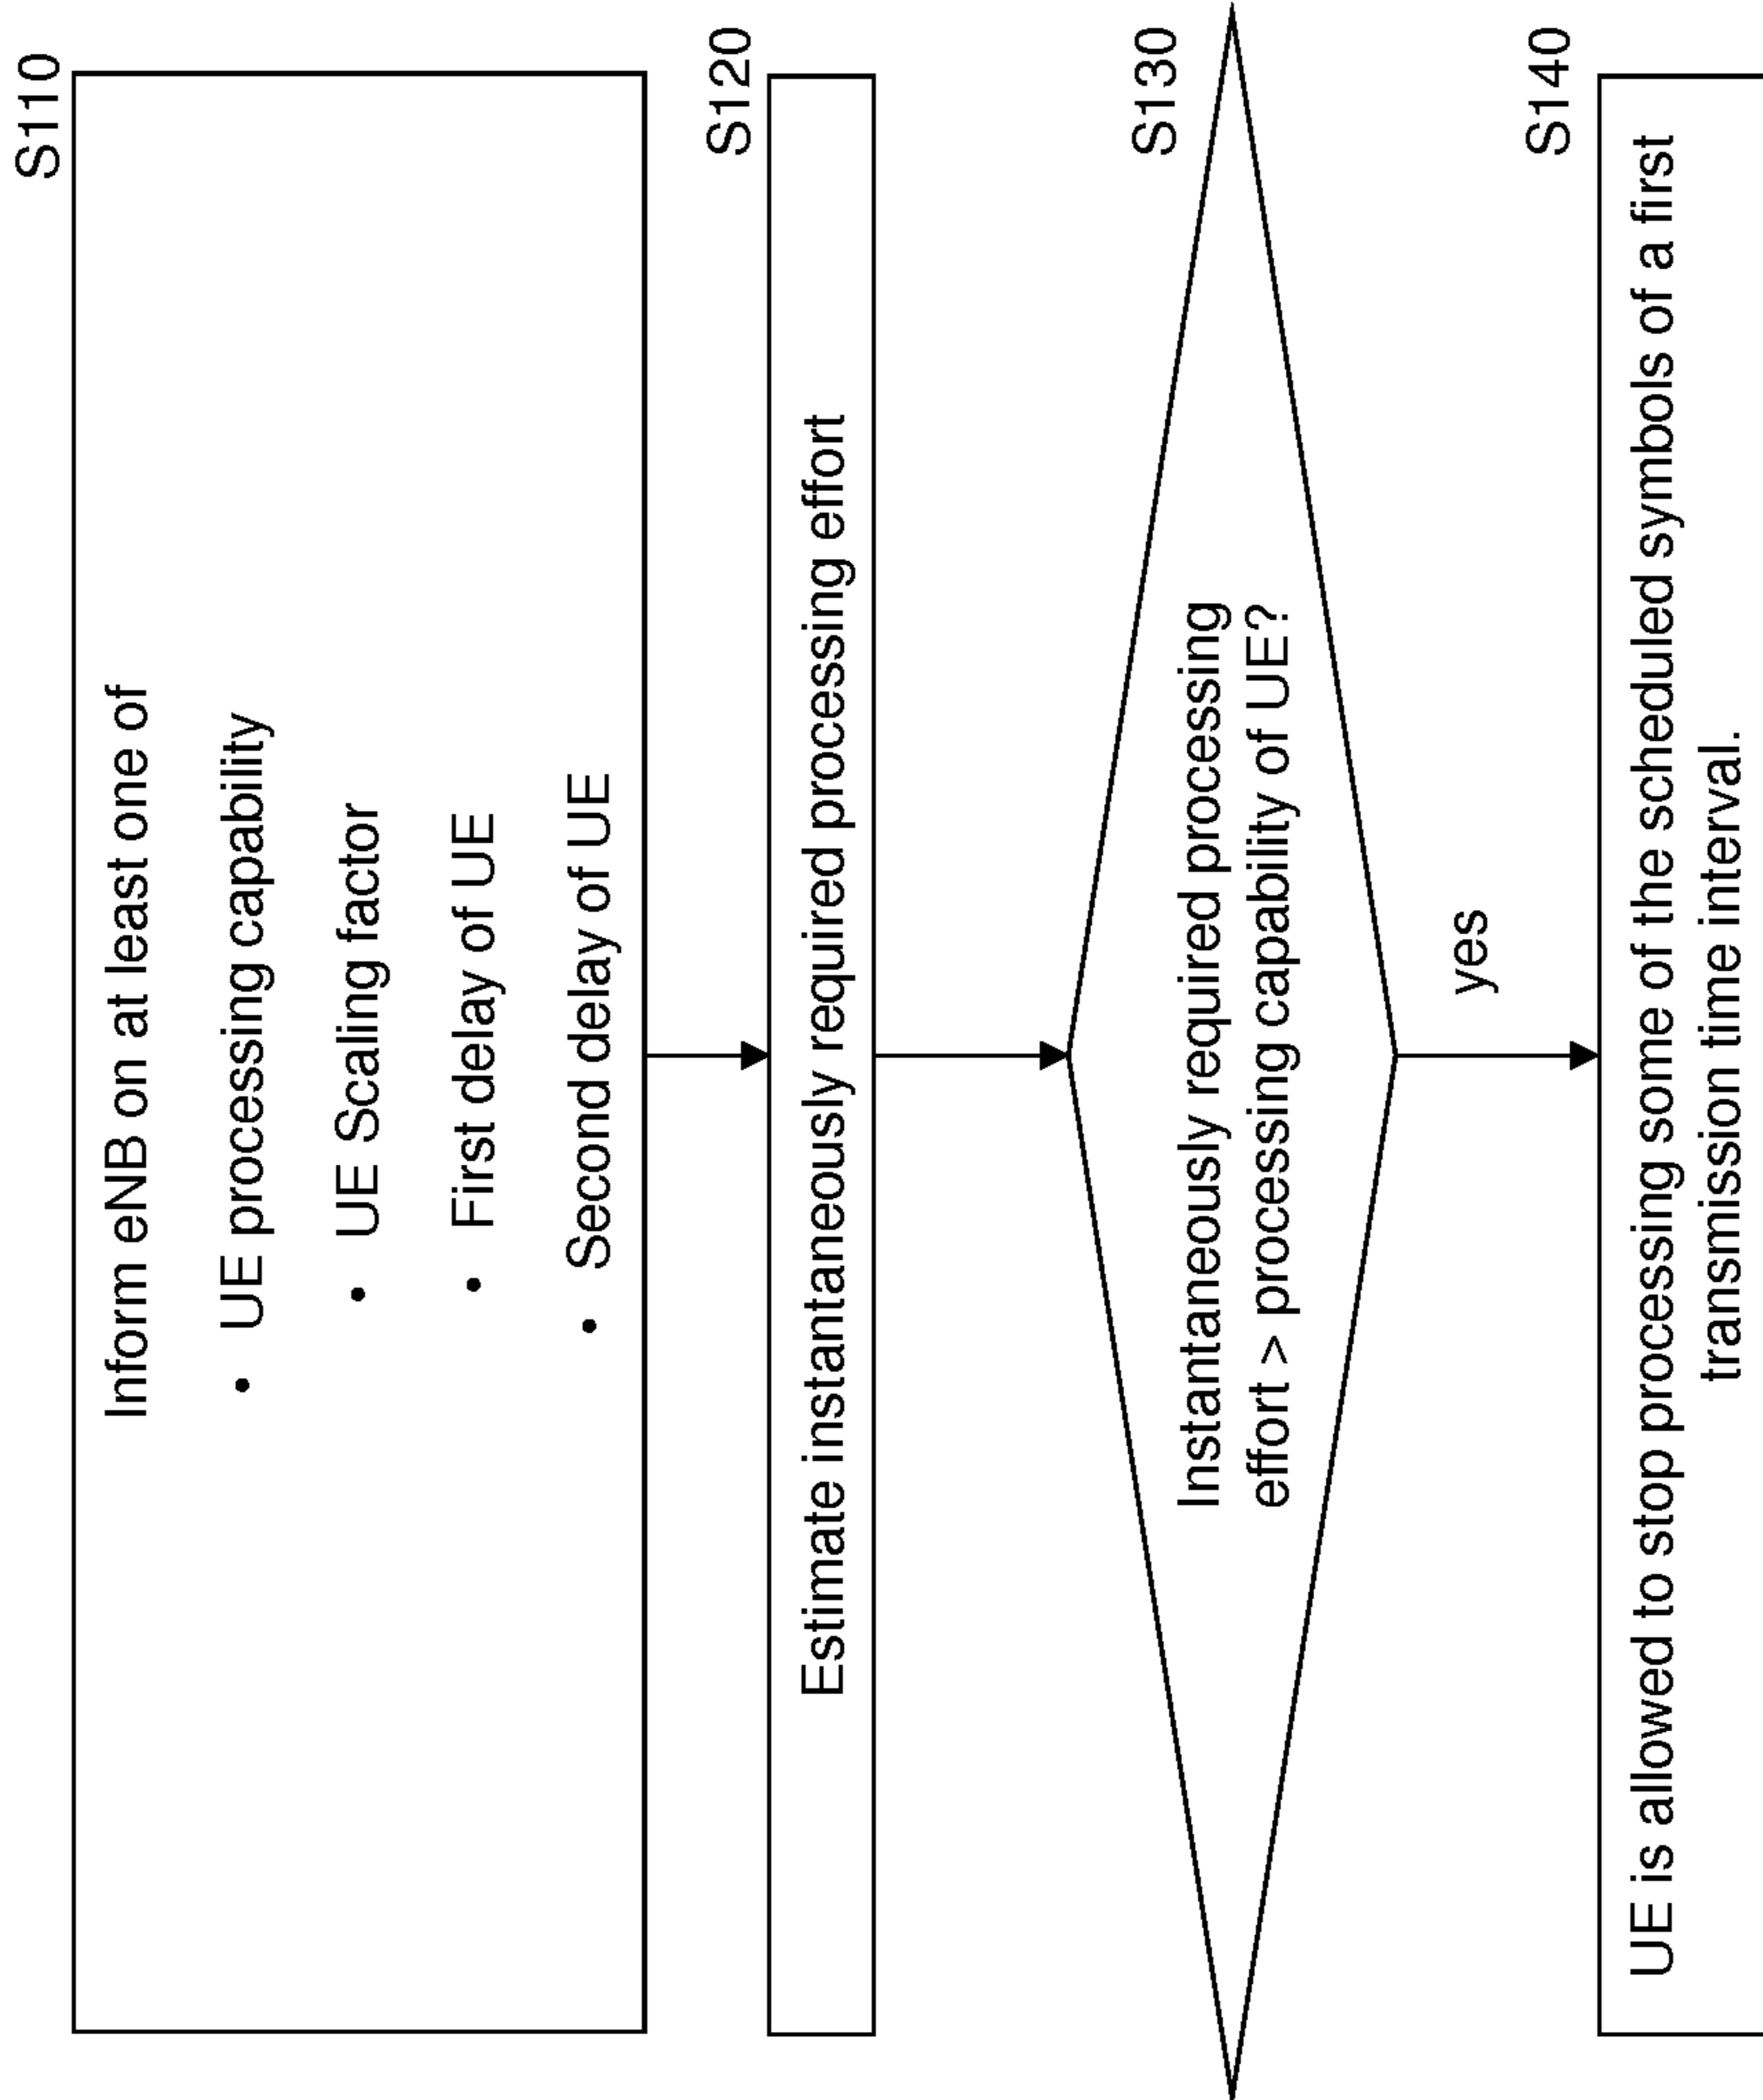 S110
Inform eNB on at least one of
• UE processing capability
• UE Scaling factor
• First delay of UE
• Second delay of UE
S120
Estimate instantaneously required processing effort
S130
Instantaneously required processing
effort > processing capability of UE?
yes
S140
UE is allowed to stop processing some of the scheduled symbols of a first
transmission time interval.